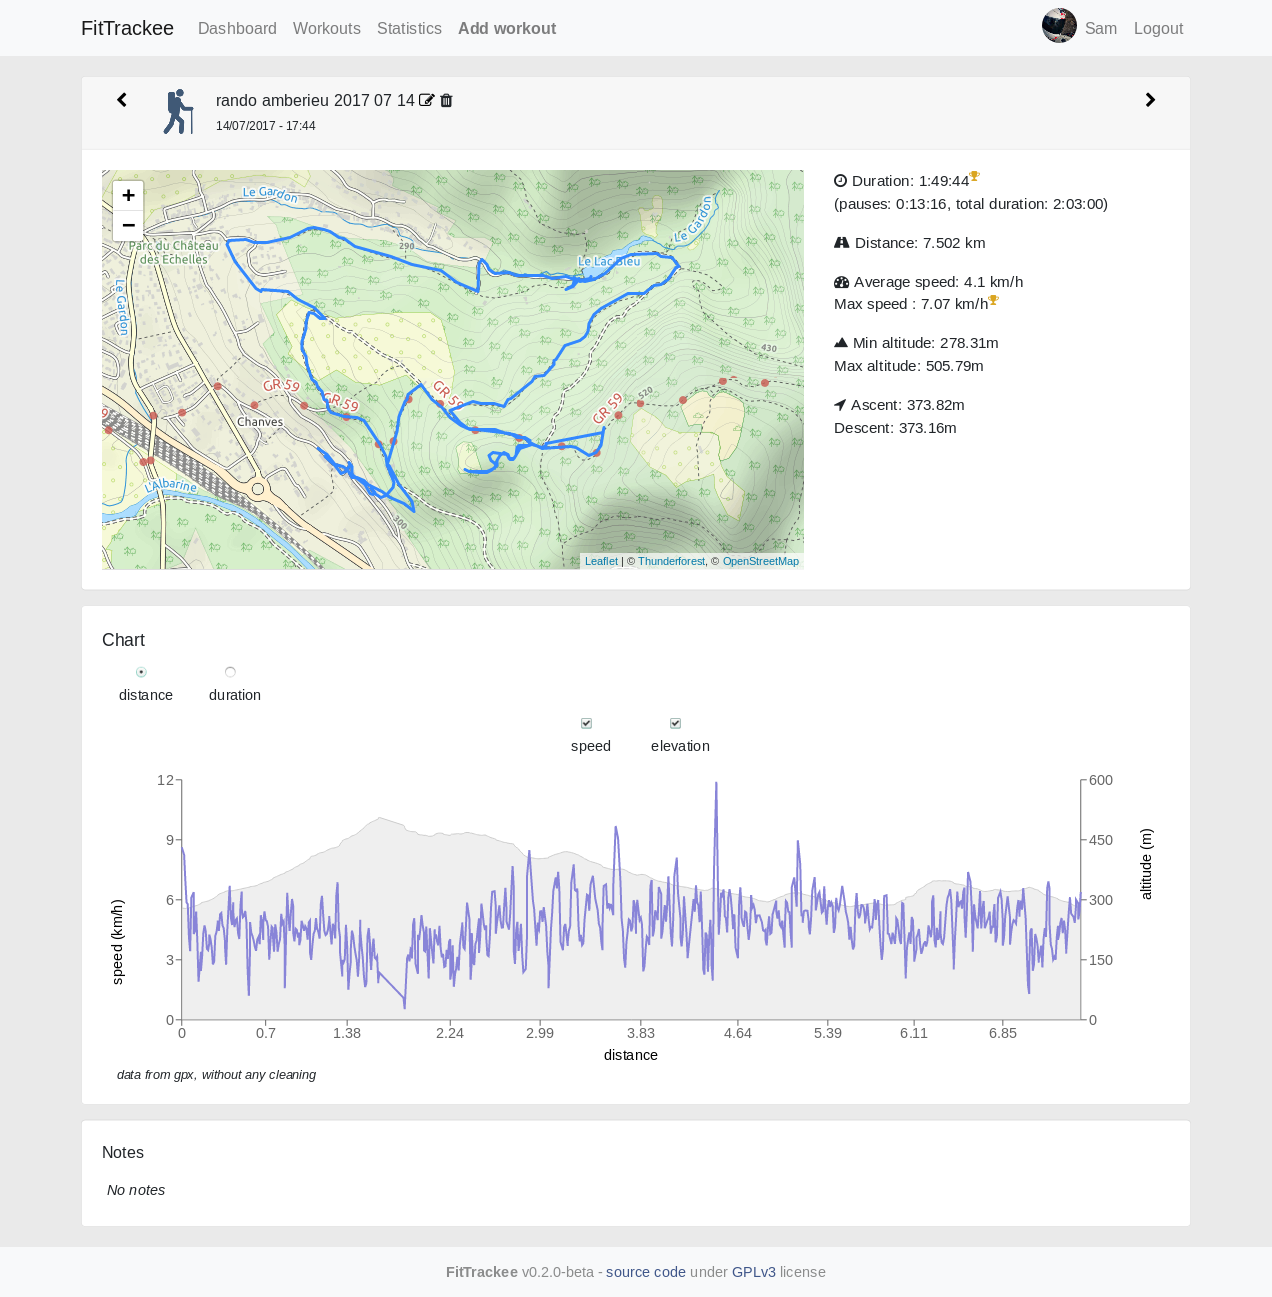 FitTrackee Dashboard Workouts Statistics Add workout Sam Logout
rando amberieu 2017 07 14
14/07/2017 - 17:44
+
−
Le Gardon
Le Gardon
290
Parc du Château
des Echelles
Le Lac Bleu
Le Gardon
430
GR 59
GR 59
GR 59
520
GR 59
9
Chanves
L'Albarine
300
Leaflet | © Thunderforest, © OpenStreetMap
Duration: 1:49:44
(pauses: 0:13:16, total duration: 2:03:00)
Distance: 7.502 km
Average speed: 4.1 km/h
Max speed : 7.07 km/h
Min altitude: 278.31m
Max altitude: 505.79m
Ascent: 373.82m
Descent: 373.16m
Chart
distance duration
speed elevation
12 600
9 450
6 300
3 150
0 0
speed (km/h)
altitude (m)
0 0.7 1.38 2.24 2.99 3.83 4.64 5.39 6.11 6.85
distance
data from gpx, without any cleaning
Notes
No notes
FitTrackee v0.2.0-beta - source code under GPLv3 license